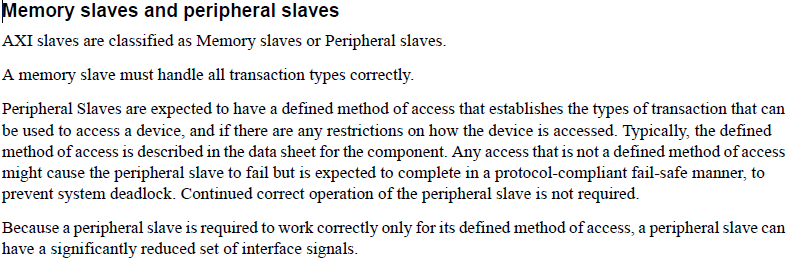 Memory slaves and peripheral slaves
AXI slaves are classified as Memory slaves or Peripheral slaves.
A memory slave must handle all transaction types correctly.
Peripheral Slaves are expected to have a defined method of access that establishes the types of transaction that can
be used to access a device, and if there are any restrictions on how the device is accessed. Typically, the defined
method of access is described in the data sheet for the component. Any access that is not a defined method of access
might cause the peripheral slave to fail but is expected to complete in a protocol-compliant fail-safe manner, to
prevent system deadlock. Continued correct operation of the peripheral slave is not required.
Because a peripheral slave is required to work correctly only for its defined method of access, a peripheral slave can
have a significantly reduced set of interface signals.